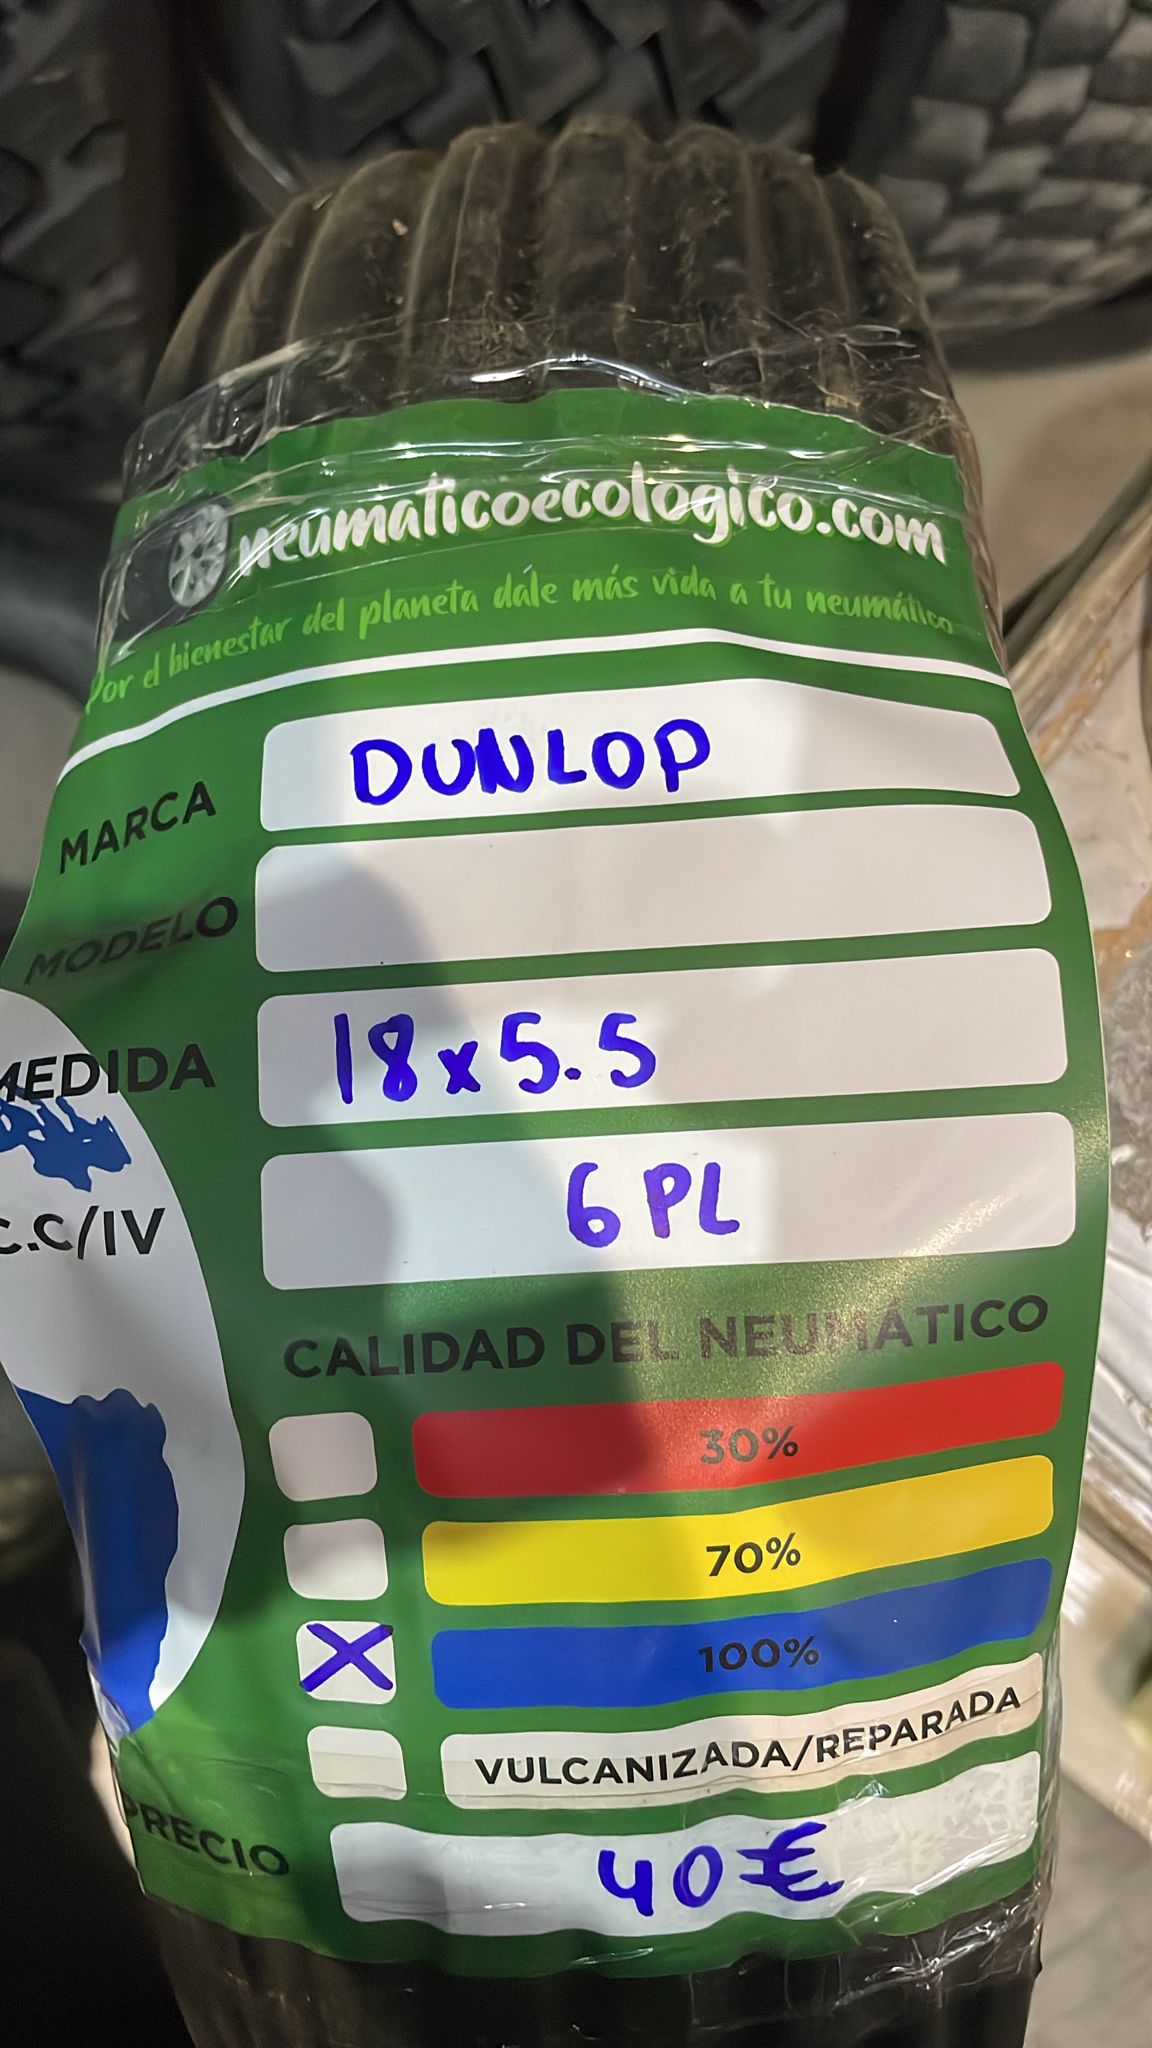 neumaticoecologico.com
Por el bienestar del planeta dale más vida a tu neumático
MARCA DUNLOP
MODELO
MEDIDA 18x5.5
C.C/IV 6PL
CALIDAD DEL NEUMÁTICO
30%
70%
X 100%
VULCANIZADA/REPARADA
PRECIO 40€